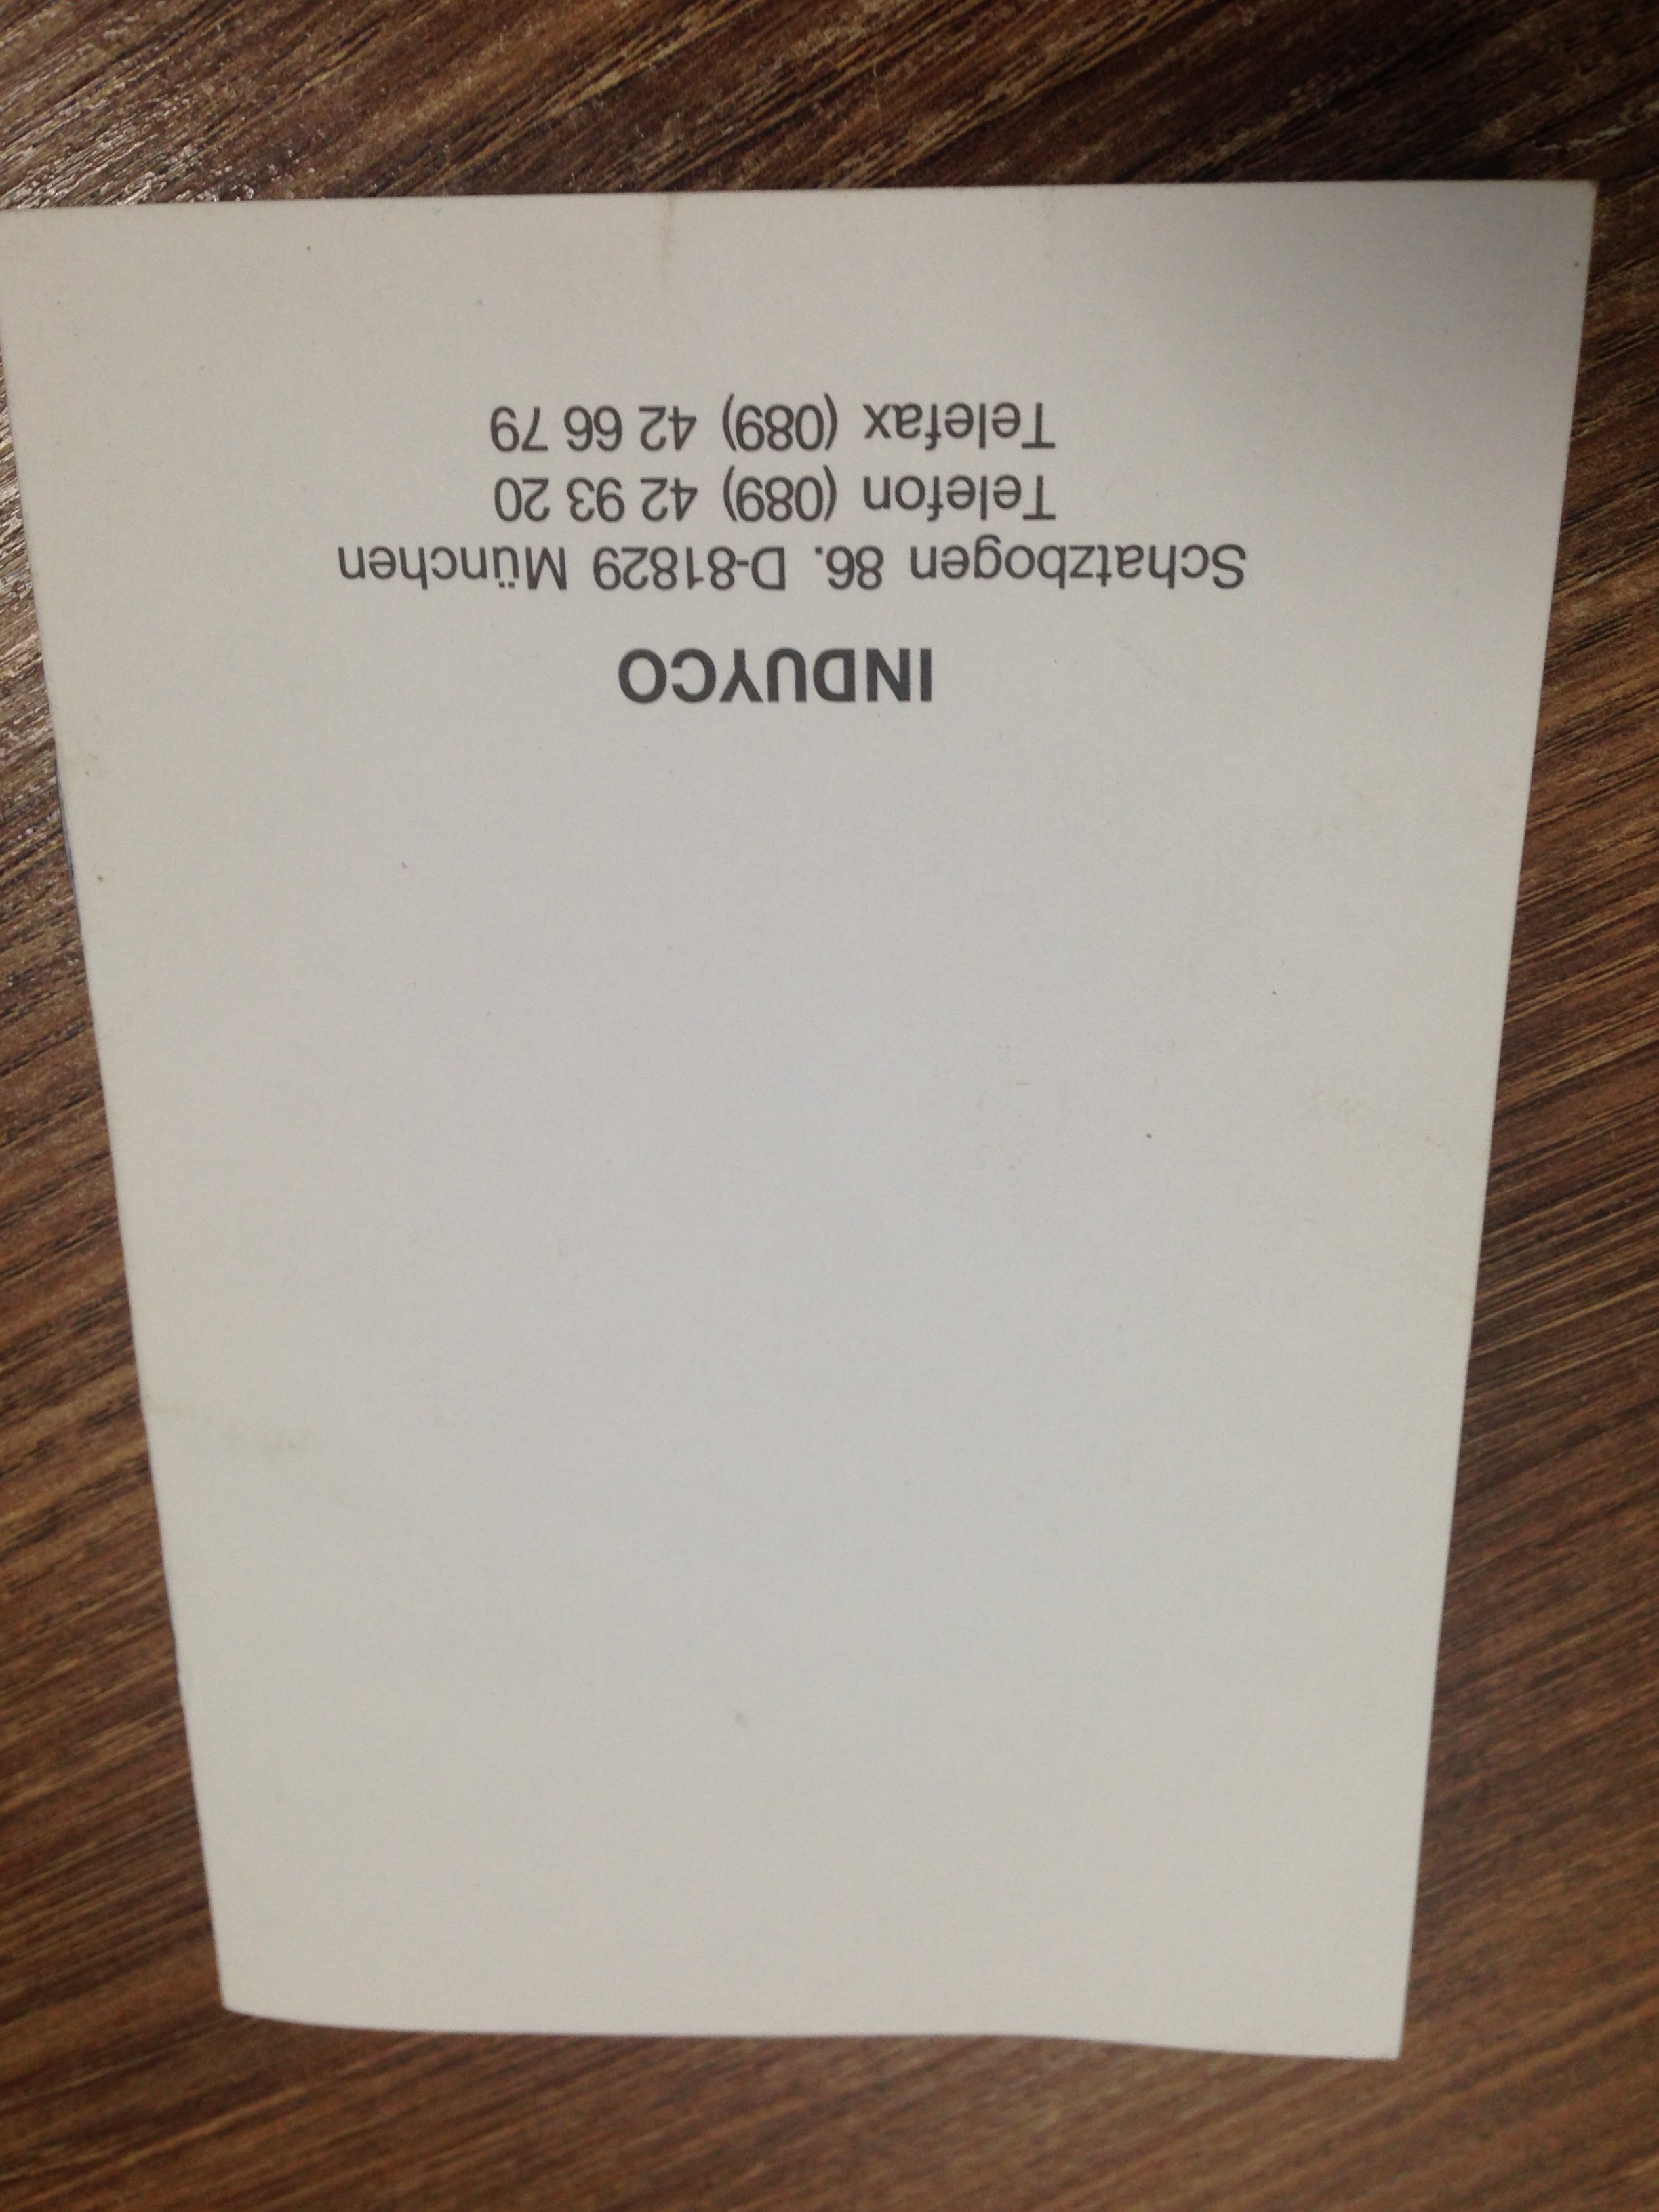 INDUYCO
Schatzbogen 86. D-81829 München
Telefon (089) 42 93 20
Telefax (089) 42 66 79